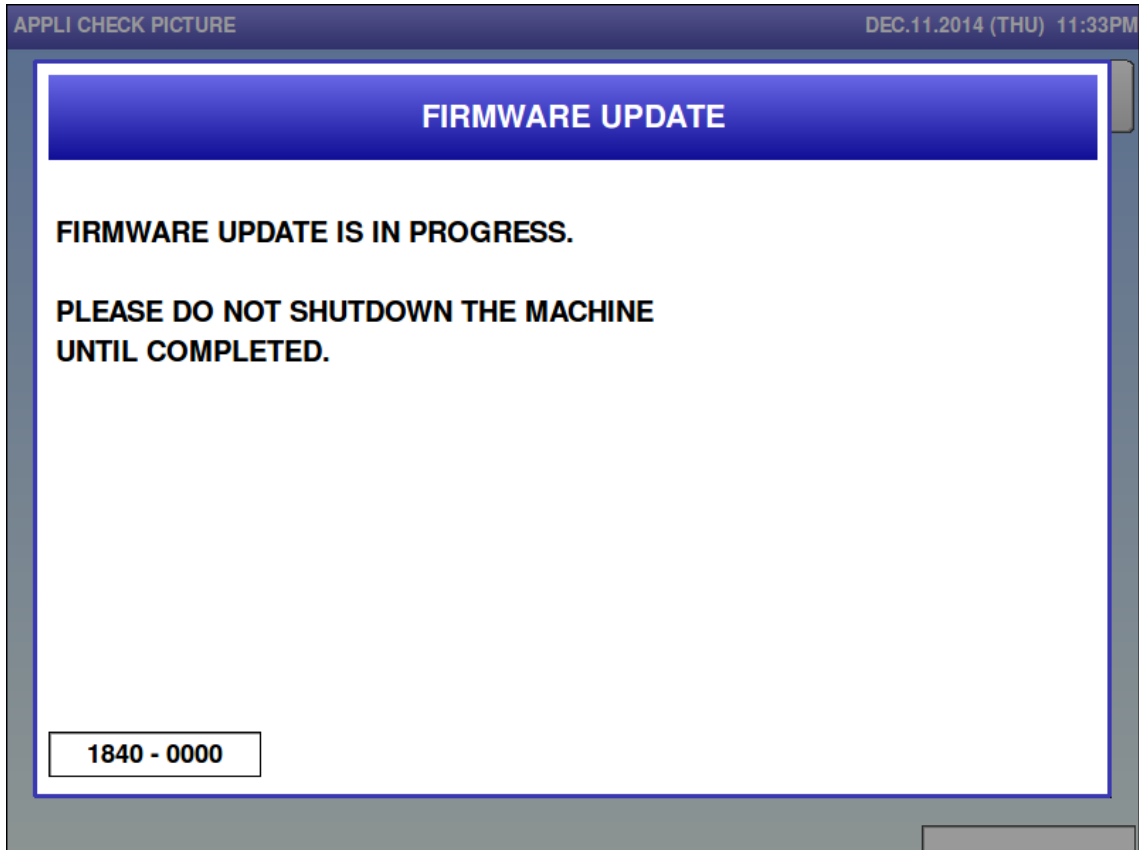 APPLI CHECK PICTURE DEC.11.2014 (THU) 11:33PM
FIRMWARE UPDATE
FIRMWARE UPDATE IS IN PROGRESS.
PLEASE DO NOT SHUTDOWN THE MACHINE
UNTIL COMPLETED.
1840 - 0000